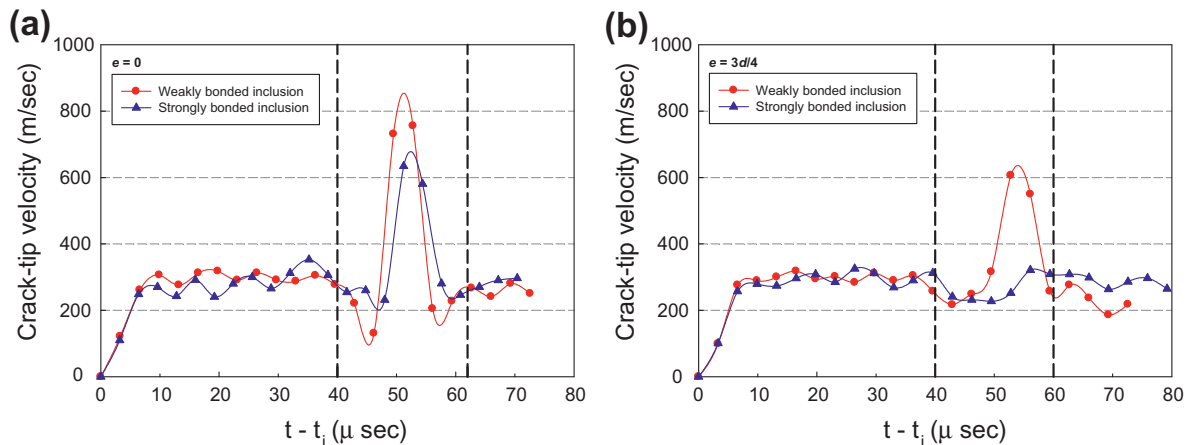 (a)
1000
800
600
400
200
0
Crack-tip velocity (m/sec)
e = 0
Weakly bonded inclusion
Strongly bonded inclusion
0 10 20 30 40 50 60 70 80
t - ti (μ sec)
(b)
1000
800
600
400
200
0
Crack-tip velocity (m/sec)
e = 3d/4
Weakly bonded inclusion
Strongly bonded inclusion
0 10 20 30 40 50 60 70 80
t - ti (μ sec)